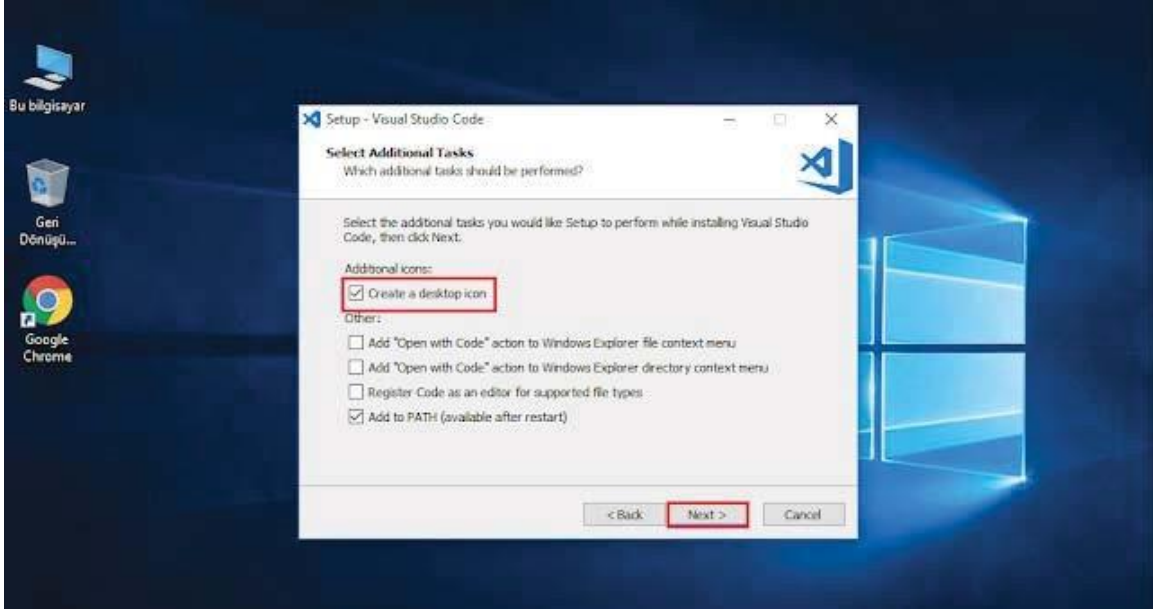 Bu bilgisayar
Geri
Dönüşü...
Google
Chrome
Setup - Visual Studio Code
Select Additional Tasks
Which additional tasks should be performed?
Select the additional tasks you would like Setup to perform while installing Visual Studio
Code, then click Next.
Additional icons:
Create a desktop icon
Other:
Add "Open with Code" action to Windows Explorer file context menu
Add "Open with Code" action to Windows Explorer directory context menu
Register Code as an editor for supported file types
Add to PATH (available after restart)
< Back
Next >
Cancel